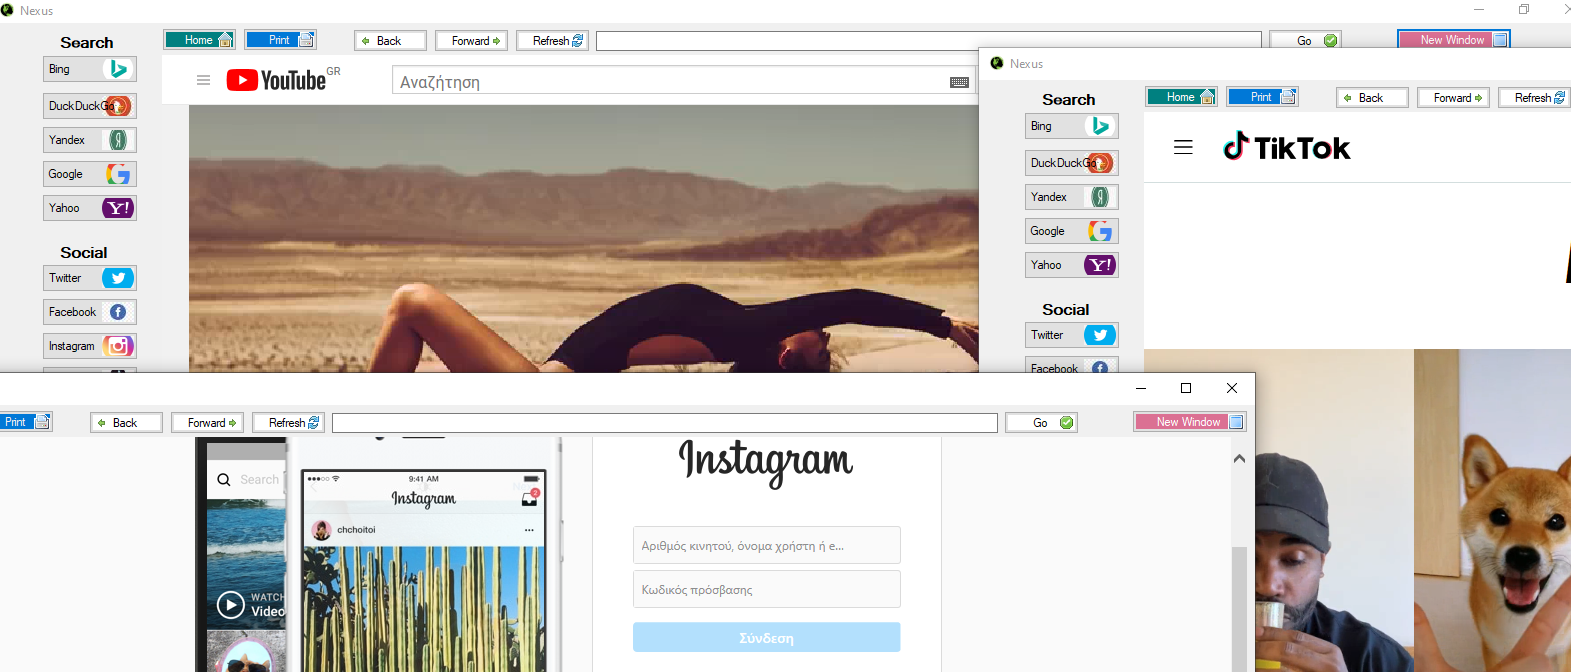 Nexus
Search
Home
Print
Back
Forward
Refresh
Go
New Window
Bing
DuckDuckGo
Yandex
Google
Yahoo
Y!
Social
Twitter
Facebook
Instagram
YouTube GR
Αναζήτηση
Nexus
Search
Home
Print
Back
Forward
Refresh
Bing
DuckDuckGo
Yandex
Google
Yahoo
Y!
Social
Twitter
Facebook
TikTok
Print
Back
Forward
Refresh
Go
New Window
Search
WATCH
Video
9:41 AM
Instagram
2
chchoitoi
Instagram
Αριθμός κινητού, όνομα χρήστη ή e...
Κωδικός πρόσβασης
Σύνδεση